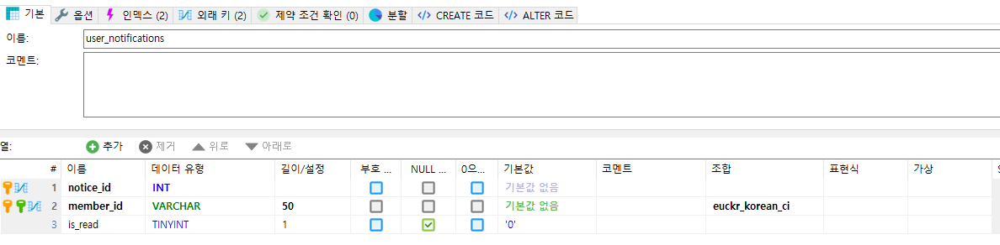 기본 옵션 인덱스 (2) 외래 키 (2) 제약 조건 확인 (0) 분할 CREATE 코드 ALTER 코드
이름: user_notifications
코멘트:
열: 추가 제거 위로 아래로
# 이름 데이터 유형 길이/설정 부호 ... NULL ... 0으... 기본값 코멘트 조합 표현식 가상
1 notice_id INT 기본값 없음
2 member_id VARCHAR 50 기본값 없음 euckr_korean_ci
3 is_read TINYINT 1 '0'